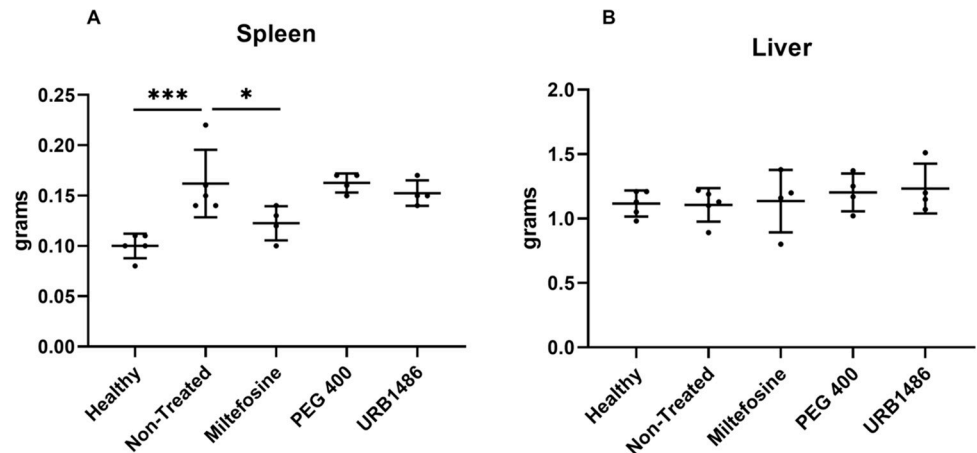 A
Spleen
0.25
0.20
0.15
0.10
0.05
0.00
grams
***
*
Healthy
Non-Treated
Miltefosine
PEG 400
URB1486
B
Liver
2.0
1.5
1.0
0.5
0.0
grams
Healthy
Non-Treated
Miltefosine
PEG 400
URB1486